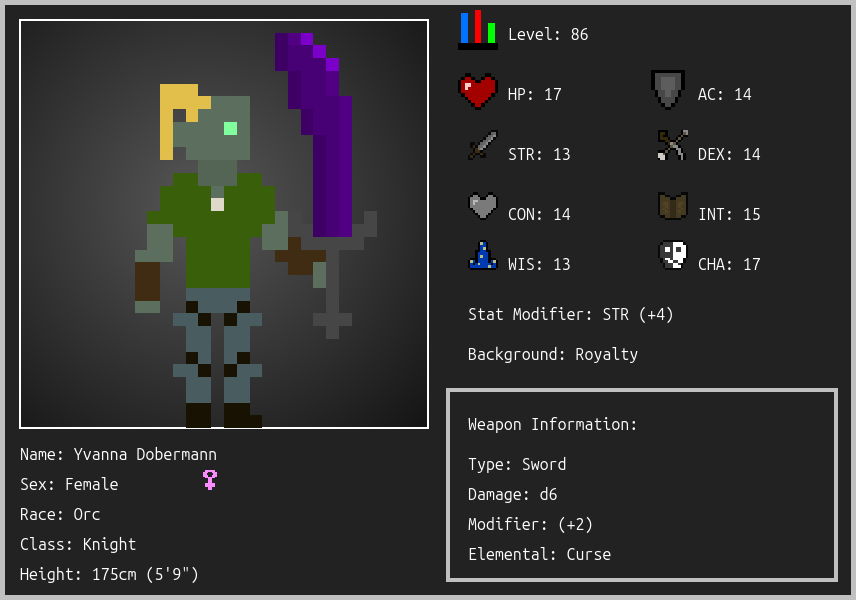 Level: 86
HP: 17
AC: 14
STR: 13
DEX: 14
CON: 14
INT: 15
WIS: 13
CHA: 17
Stat Modifier: STR (+4)
Background: Royalty
Weapon Information:
Type: Sword
Damage: d6
Modifier: (+2)
Elemental: Curse
Name: Yvanna Dobermann
Sex: Female
Race: Orc
Class: Knight
Height: 175cm (5'9")